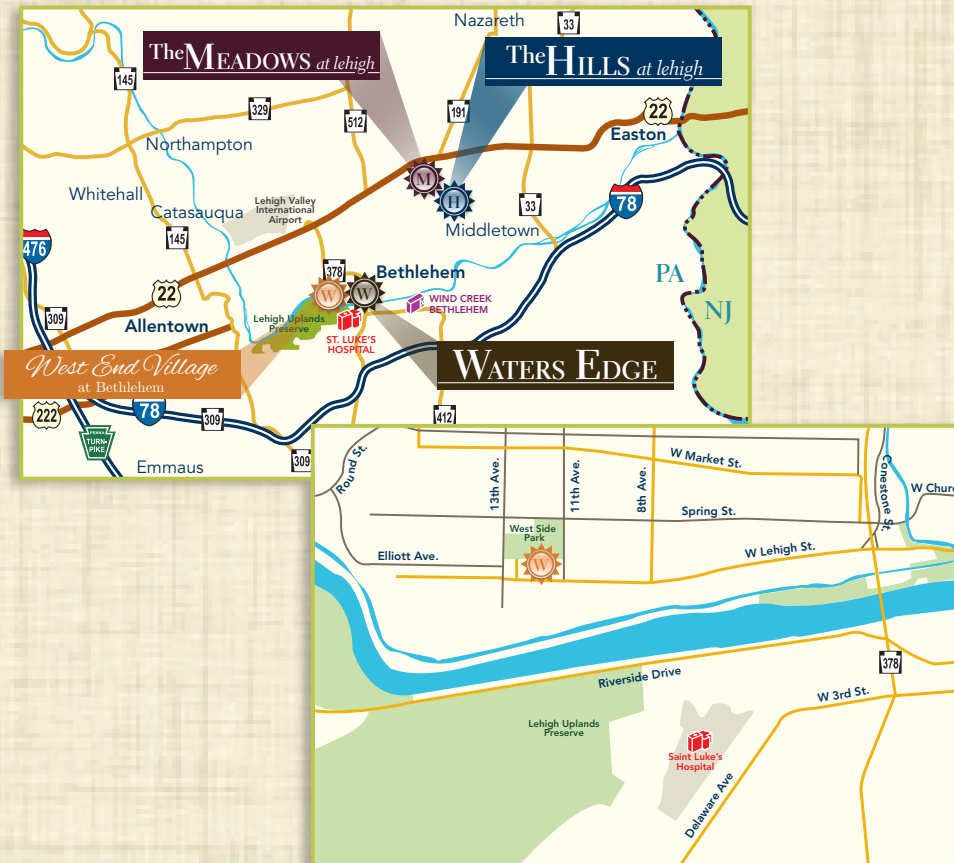 Nazareth
33
The MEADOWS at lehigh
The HILLS at lehigh
145
329
512
191
22
Easton
Northampton
Whitehall
Catasauqua
Lehigh Valley
International
Airport
M
H
33
78
Middletown
145
476
378
Bethlehem
PA
NJ
22
W
W
WIND CREEK
BETHLEHEM
309
Allentown
Lehigh Uplands
Preserve
ST. LUKE'S
HOSPITAL
West End Village
at Bethlehem
WATERS EDGE
222
78
309
412
PENNA
TURN-
PIKE
Emmaus
309
Round St.
13th Ave.
11th Ave.
8th Ave.
W Market St.
Conestone St.
W Churc
Spring St.
West Side
Park
W
Elliott Ave.
W Lehigh St.
378
Riverside Drive
W 3rd St.
Lehigh Uplands
Preserve
Saint Luke's
Hospital
Delaware Ave